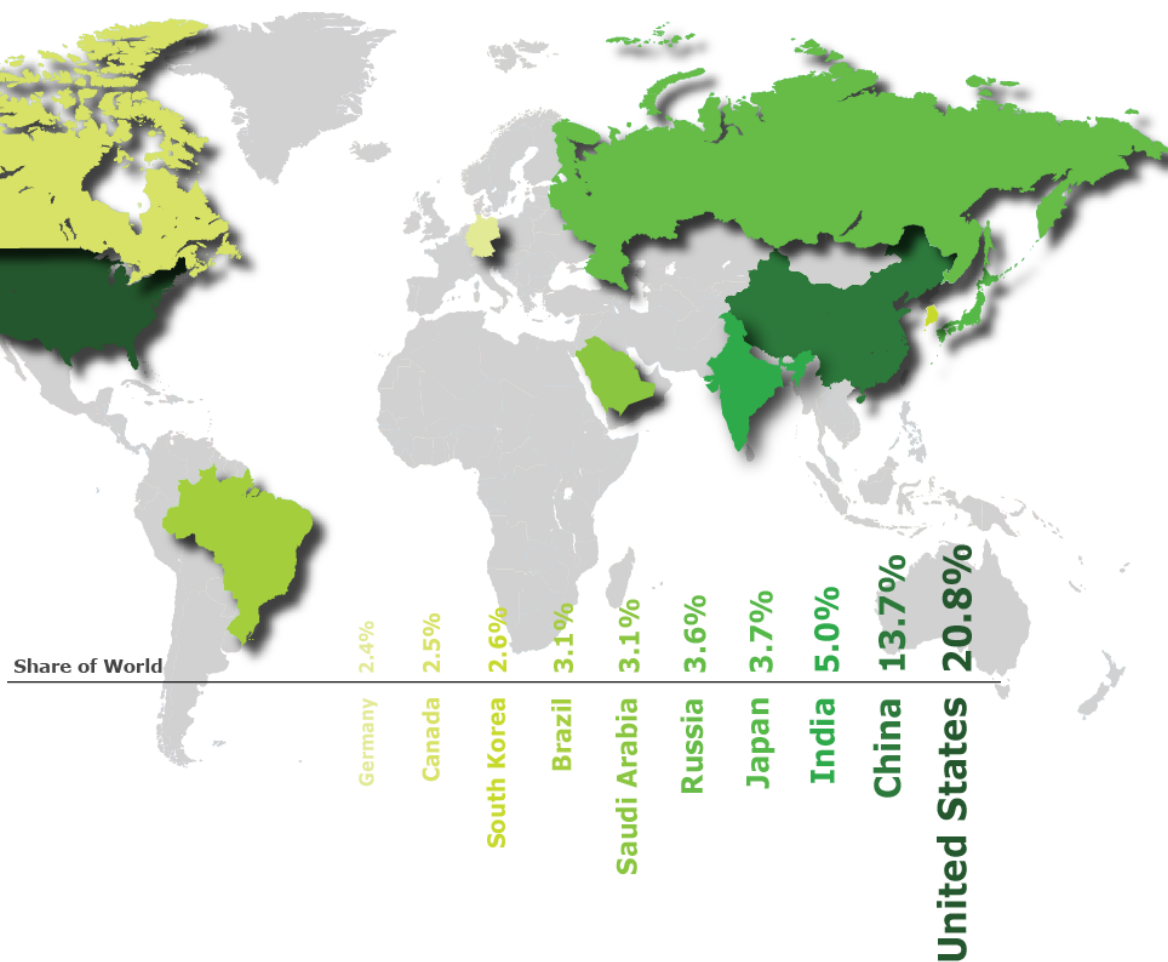 Share of World
2.4%
2.5%
2.6%
3.1%
3.1%
3.6%
3.7%
5.0%
13.7%
20.8%
Germany
Canada
South Korea
Brazil
Saudi Arabia
Russia
Japan
India
China
United States